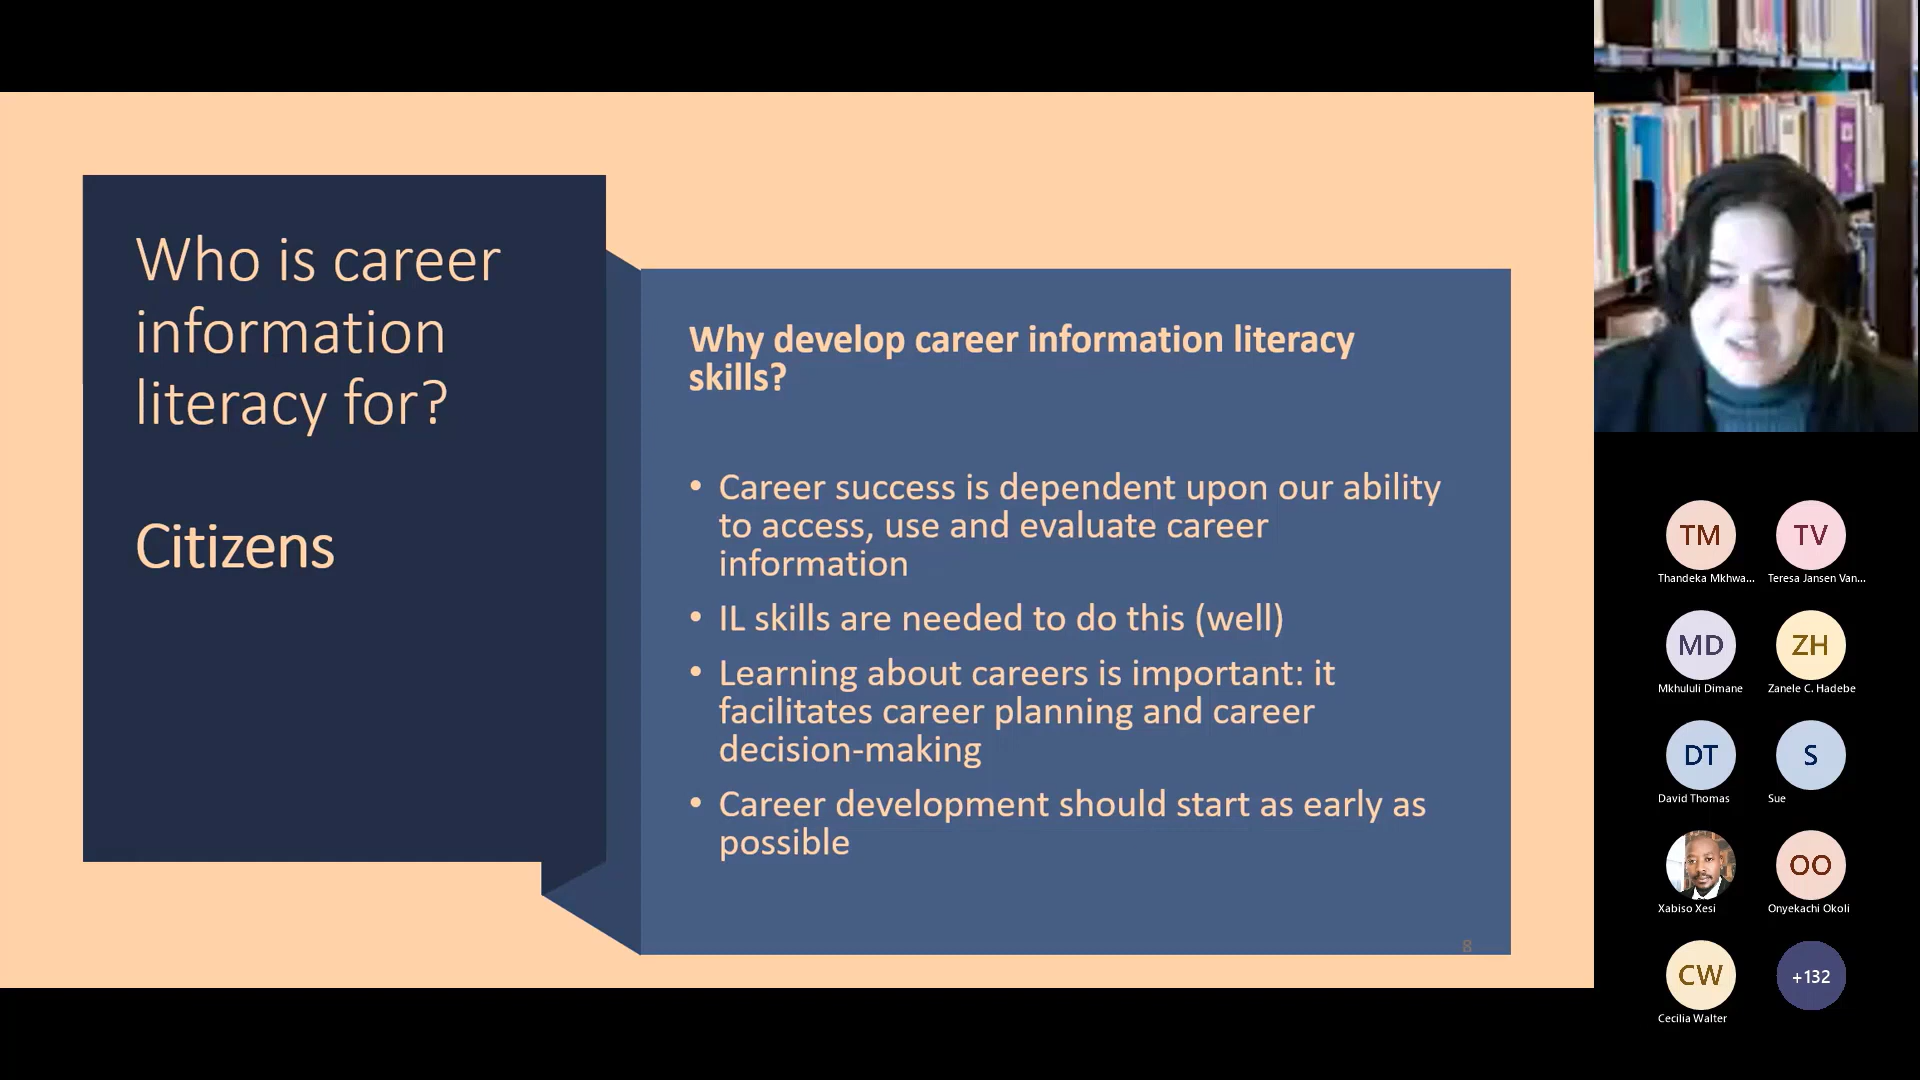 Who is career
information
literacy for?
Citizens
Why develop career information literacy
skills?
• Career success is dependent upon our ability
to access, use and evaluate career
information
• IL skills are needed to do this (well)
• Learning about careers is important: it
facilitates career planning and career
decision-making
• Career development should start as early as
possible
8
TM
TV
Thandeka Mkhwa...
Teresa Jansen Van...
MD
ZH
Mkhululi Dimane
Zanele C. Hadebe
DT
S
David Thomas
Sue
OO
Xabiso Xesi
Onyekachi Okoli
CW
+132
Cecilia Walter